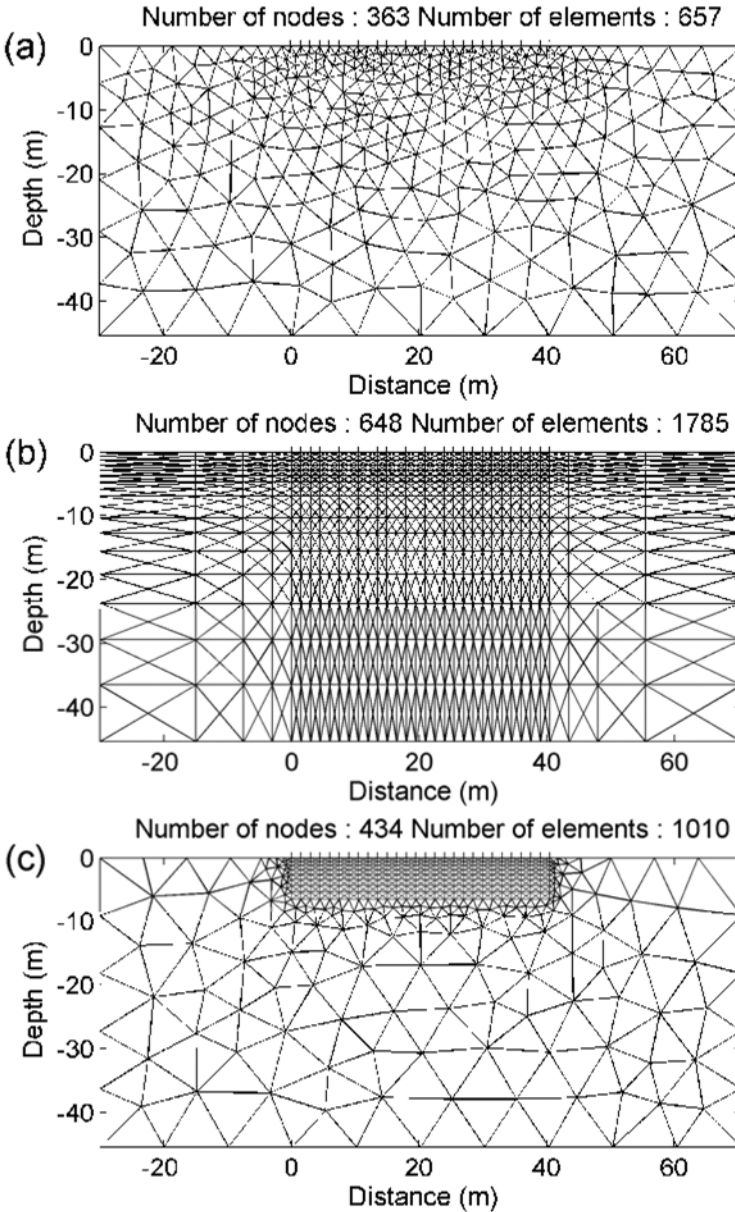 Number of nodes : 363 Number of elements : 657
(a)
0
-10
-20
-30
-40
Depth (m)
-20 0 20 40 60
Distance (m)
Number of nodes : 648 Number of elements : 1785
(b)
0
-10
-20
-30
-40
Depth (m)
-20 0 20 40 60
Distance (m)
Number of nodes : 434 Number of elements : 1010
(c)
0
-10
-20
-30
-40
Depth (m)
-20 0 20 40 60
Distance (m)